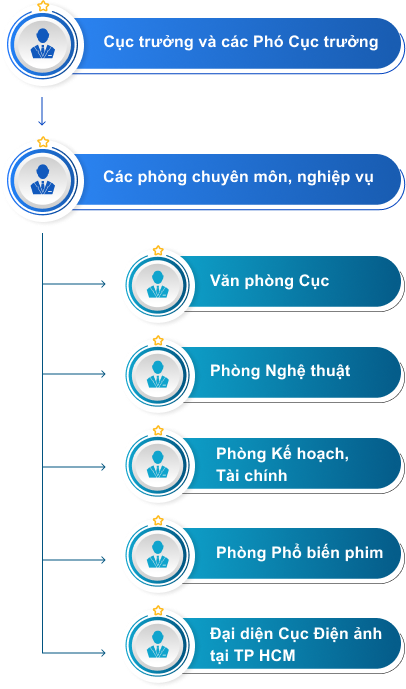 Cục trưởng và các Phó Cục trưởng
Các phòng chuyên môn, nghiệp vụ
Văn phòng Cục
Phòng Nghệ thuật
Phòng Kế hoạch,
Tài chính
Phòng Phổ biến phim
Đại diện Cục Điện ảnh
tại TP HCM